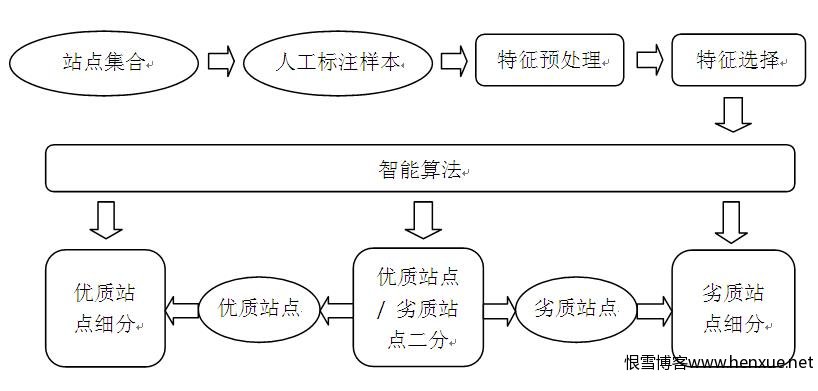 站点集合
人工标注样本
特征预处理
特征选择
智能算法
优质站
点细分
优质站点
优质站点
/ 劣质站
点二分
劣质站点
劣质站
点细分
恨雪博客www.henxue.net